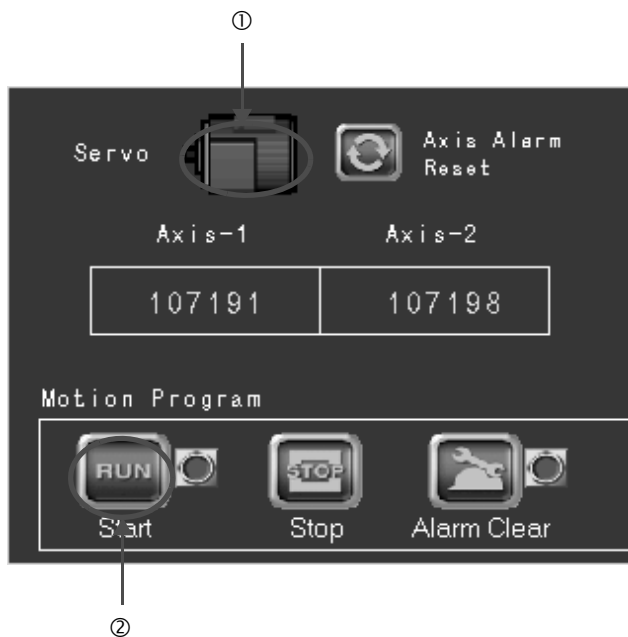 ①
Servo
Axis Alarm
Reset
Axis-1 Axis-2
107191 107198
Motion Program
RUN STOP
Start Stop Alarm Clear
②